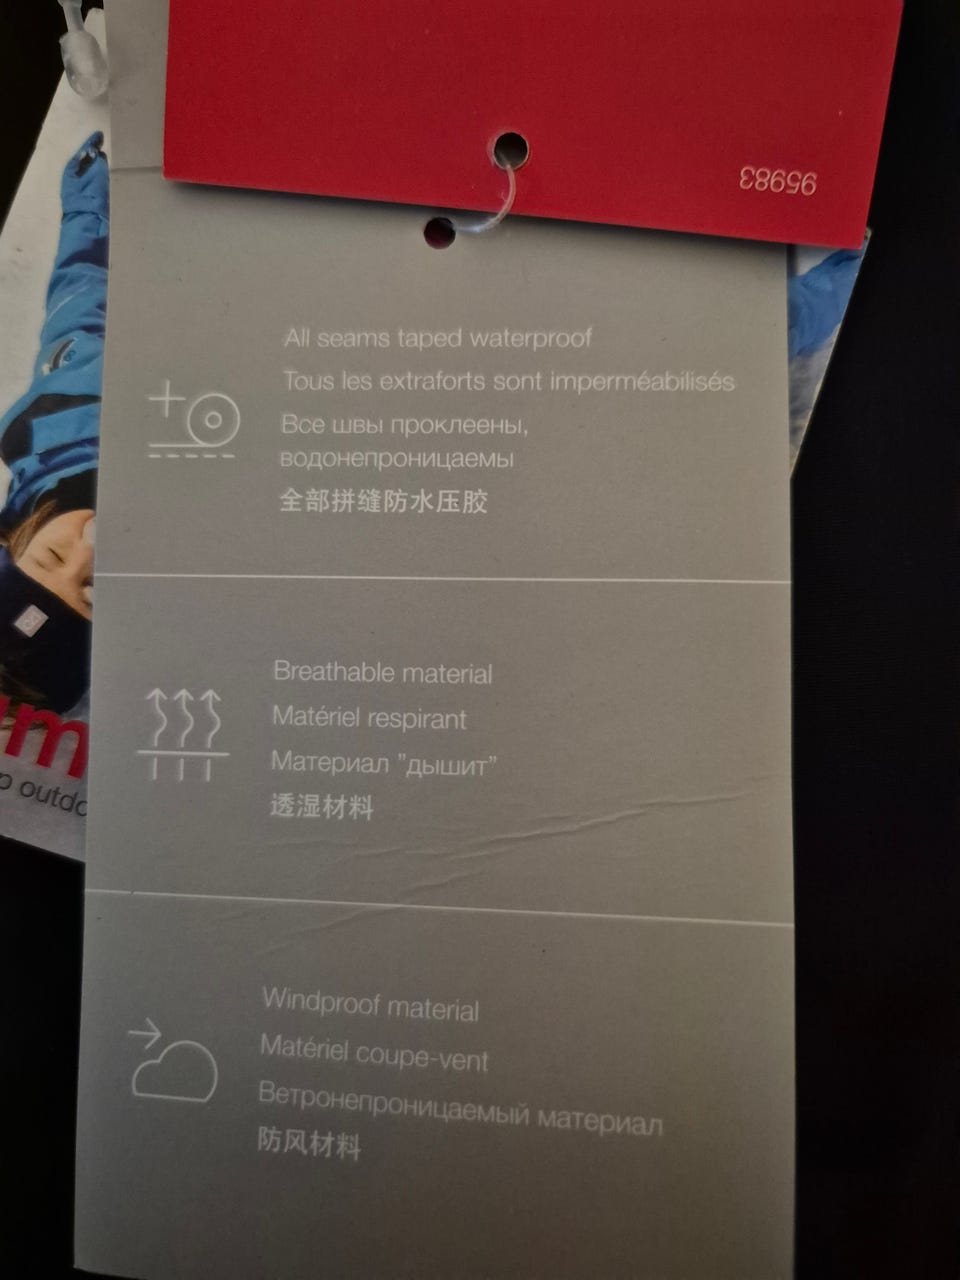 95983
All seams taped waterproof
Tous les extraforts sont imperméabilisés
Все швы проклеены,
водонепроницаемы
全部拼缝防水压胶
Breathable material
Matériel respirant
Материал "дышит"
透湿材料
Windproof material
Matériel coupe-vent
Ветронепроницаемый материал
防风材料